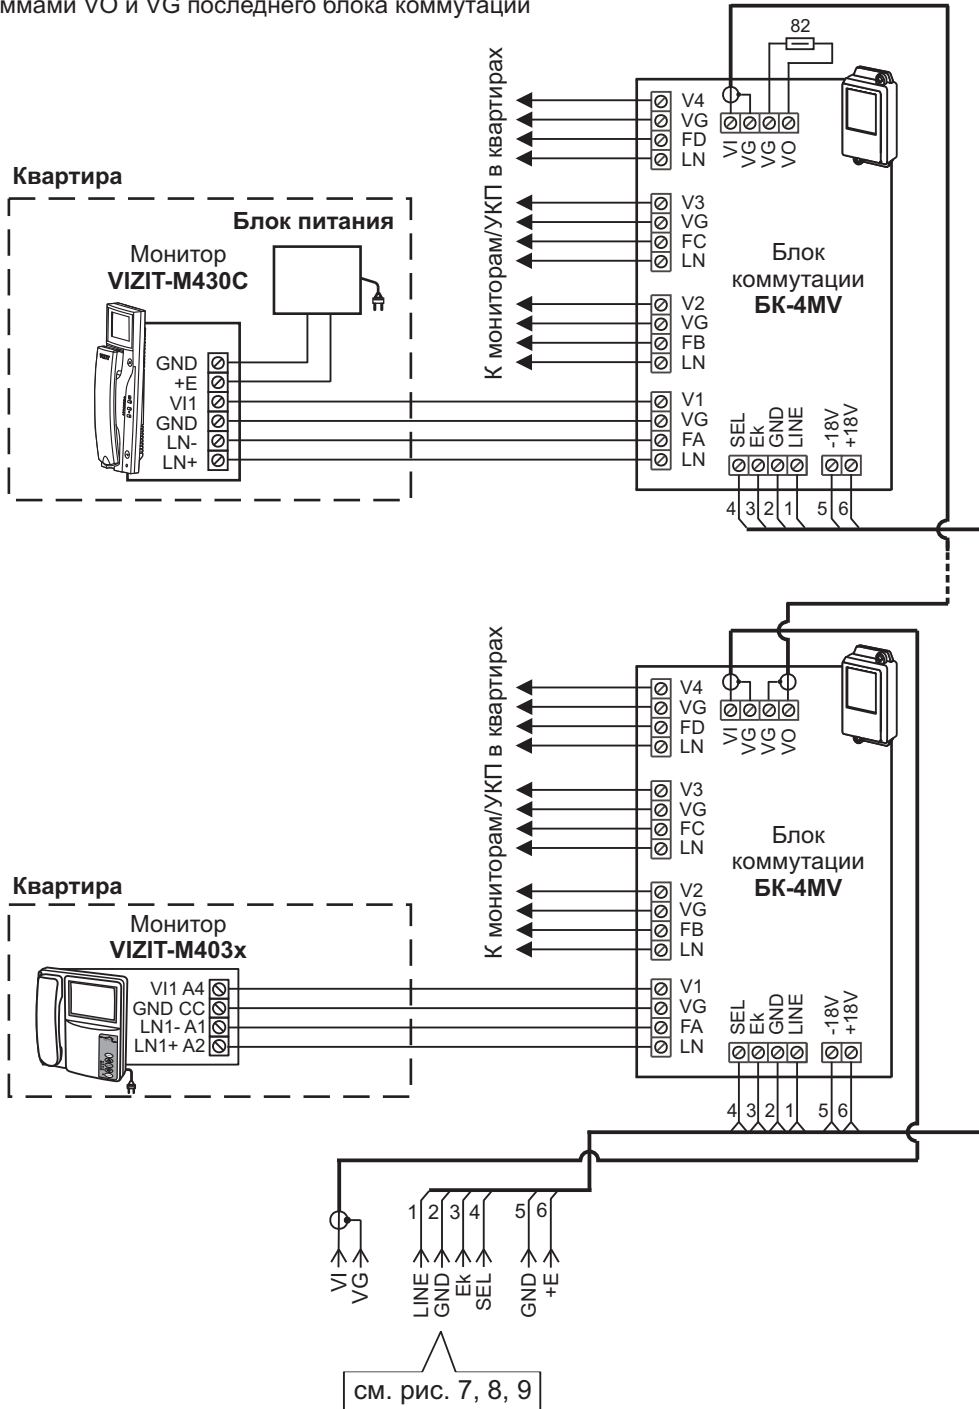 ммами VO и VG последнего блока коммутации
82
К мониторам/УКП в квартирах
V4
VG
FD
LN
VI
VG
VG
VO
V3
VG
FC
LN
Блок
коммутации
БК-4MV
V2
VG
FB
LN
V1
VG
FA
LN
SEL
Ek
GND
LINE
-18V
+18V
4 3 2 1 5 6
Квартира
Блок питания
Монитор
VIZIT-M430C
GND
+E
VI1
GND
LN-
LN+
К мониторам/УКП в квартирах
V4
VG
FD
LN
VI
VG
VG
VO
V3
VG
FC
LN
Блок
коммутации
БК-4MV
V2
VG
FB
LN
V1
VG
FA
LN
SEL
Ek
GND
LINE
-18V
+18V
4 3 2 1 5 6
Квартира
Монитор
VIZIT-M403x
VI1 A4
GND CC
LN1- A1
LN1+ A2
1 2 3 4 5 6
VI
VG
LINE
GND
Ek
SEL
GND
+E
см. рис. 7, 8, 9